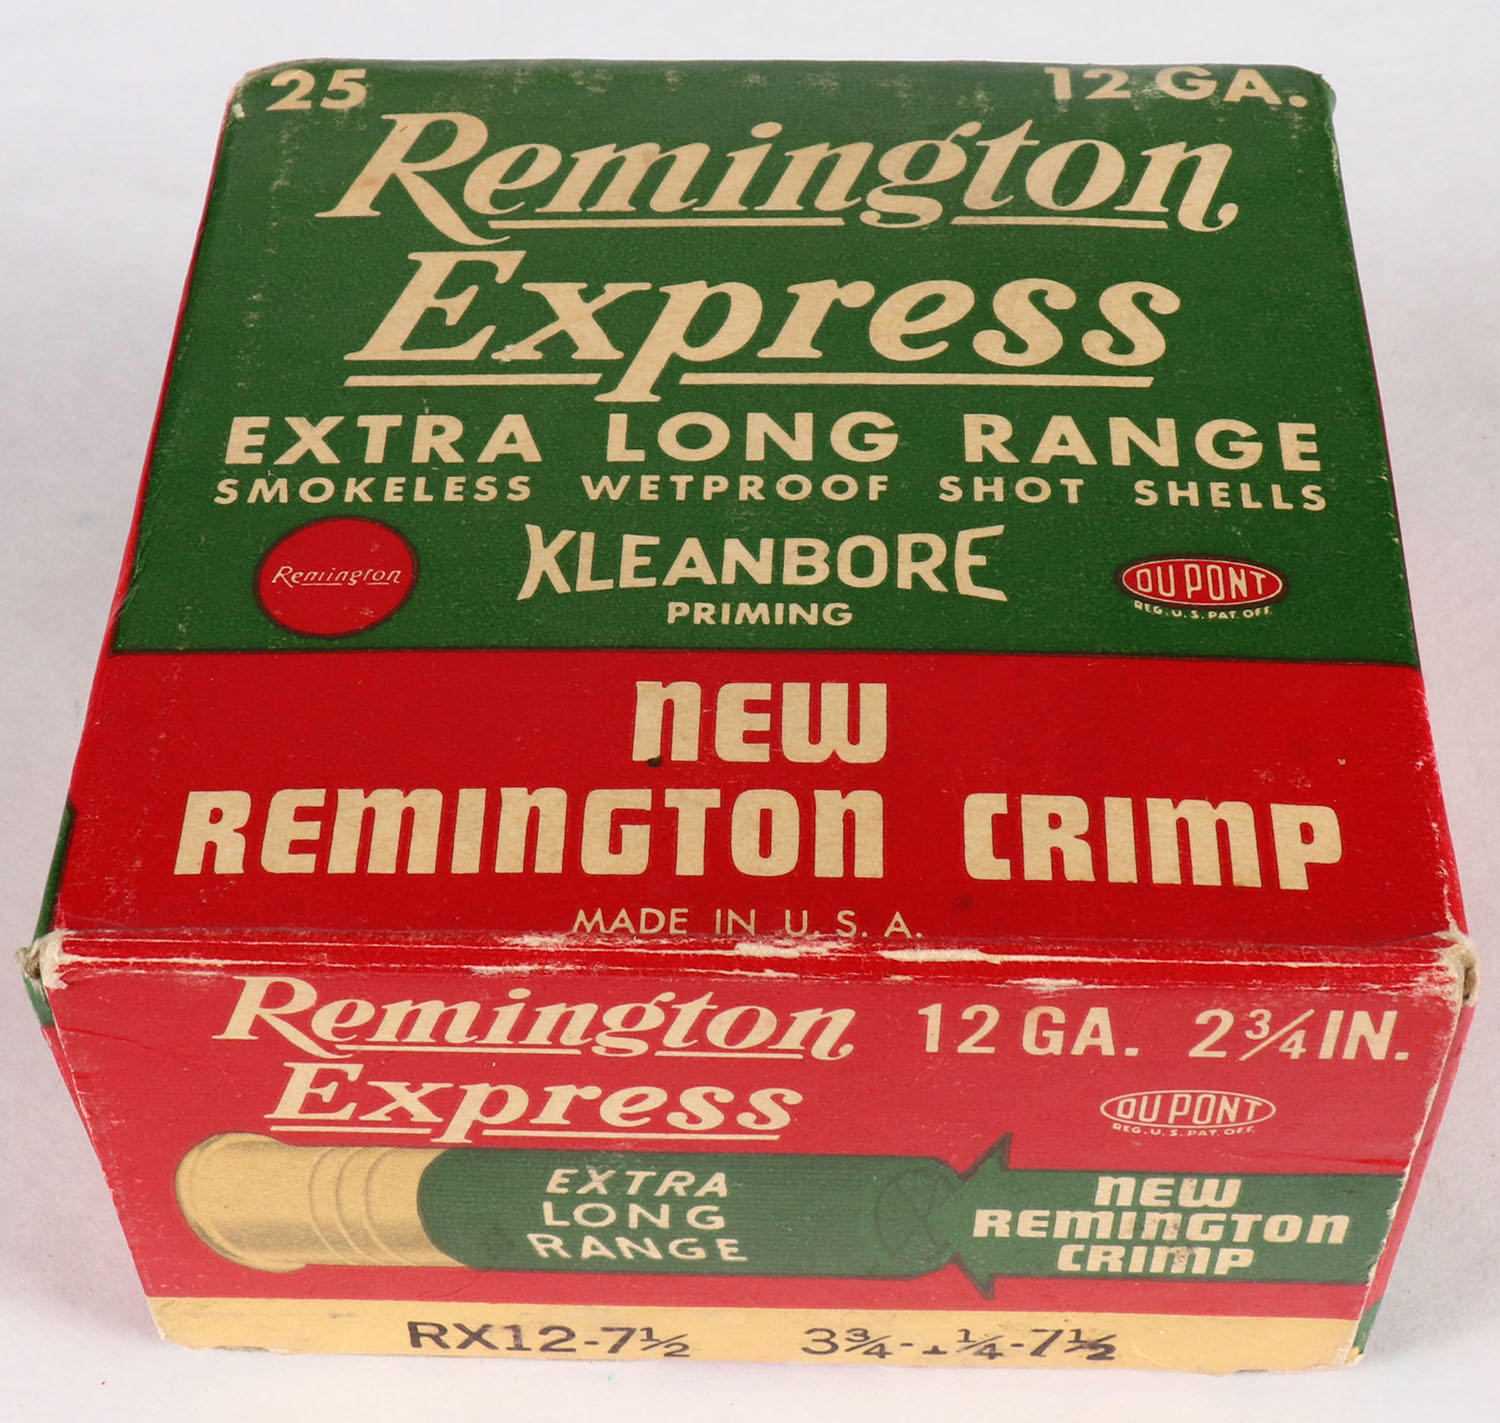 25 12 GA.
Remington
Express
EXTRA LONG RANGE
SMOKELESS WETPROOF SHOT SHELLS
Remington
KLEANBORE
PRIMING
DU PONT
REG. U. S. PAT. OFF.
NEW
REMINGTON CRIMP
MADE IN U. S. A.
Remington
Express
12 GA. 2¾ IN.
DU PONT
REG. U. S. PAT. OFF.
EXTRA
LONG
RANGE
NEW
REMINGTON
CRIMP
RX12-7½ 3¾-1¼-7½